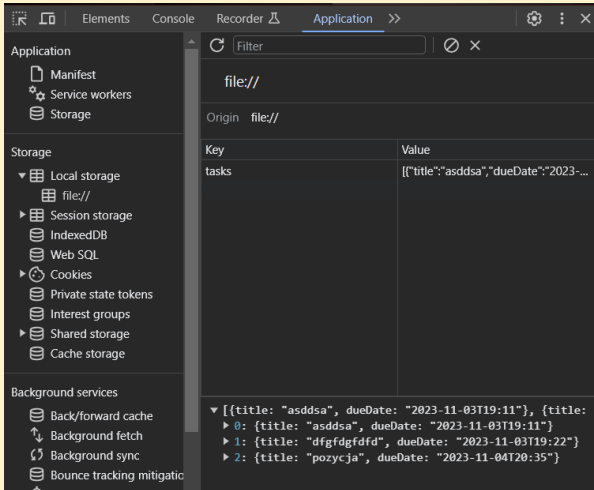 Elements Console Recorder Application
Application
Manifest
Service workers
Storage
Storage
Local storage
file://
Session storage
IndexedDB
Web SQL
Cookies
Private state tokens
Interest groups
Shared storage
Cache storage
Background services
Back/forward cache
Background fetch
Background sync
Bounce tracking mitigatio
Filter
file://
Origin file://
Key Value
tasks [{"title":"asddsa","dueDate":"2023-...
[{title: "asddsa", dueDate: "2023-11-03T19:11"}, {title:
0: {title: "asddsa", dueDate: "2023-11-03T19:11"}
1: {title: "dfgfdgfdfd", dueDate: "2023-11-03T19:22"}
2: {title: "pozycja", dueDate: "2023-11-04T20:35"}